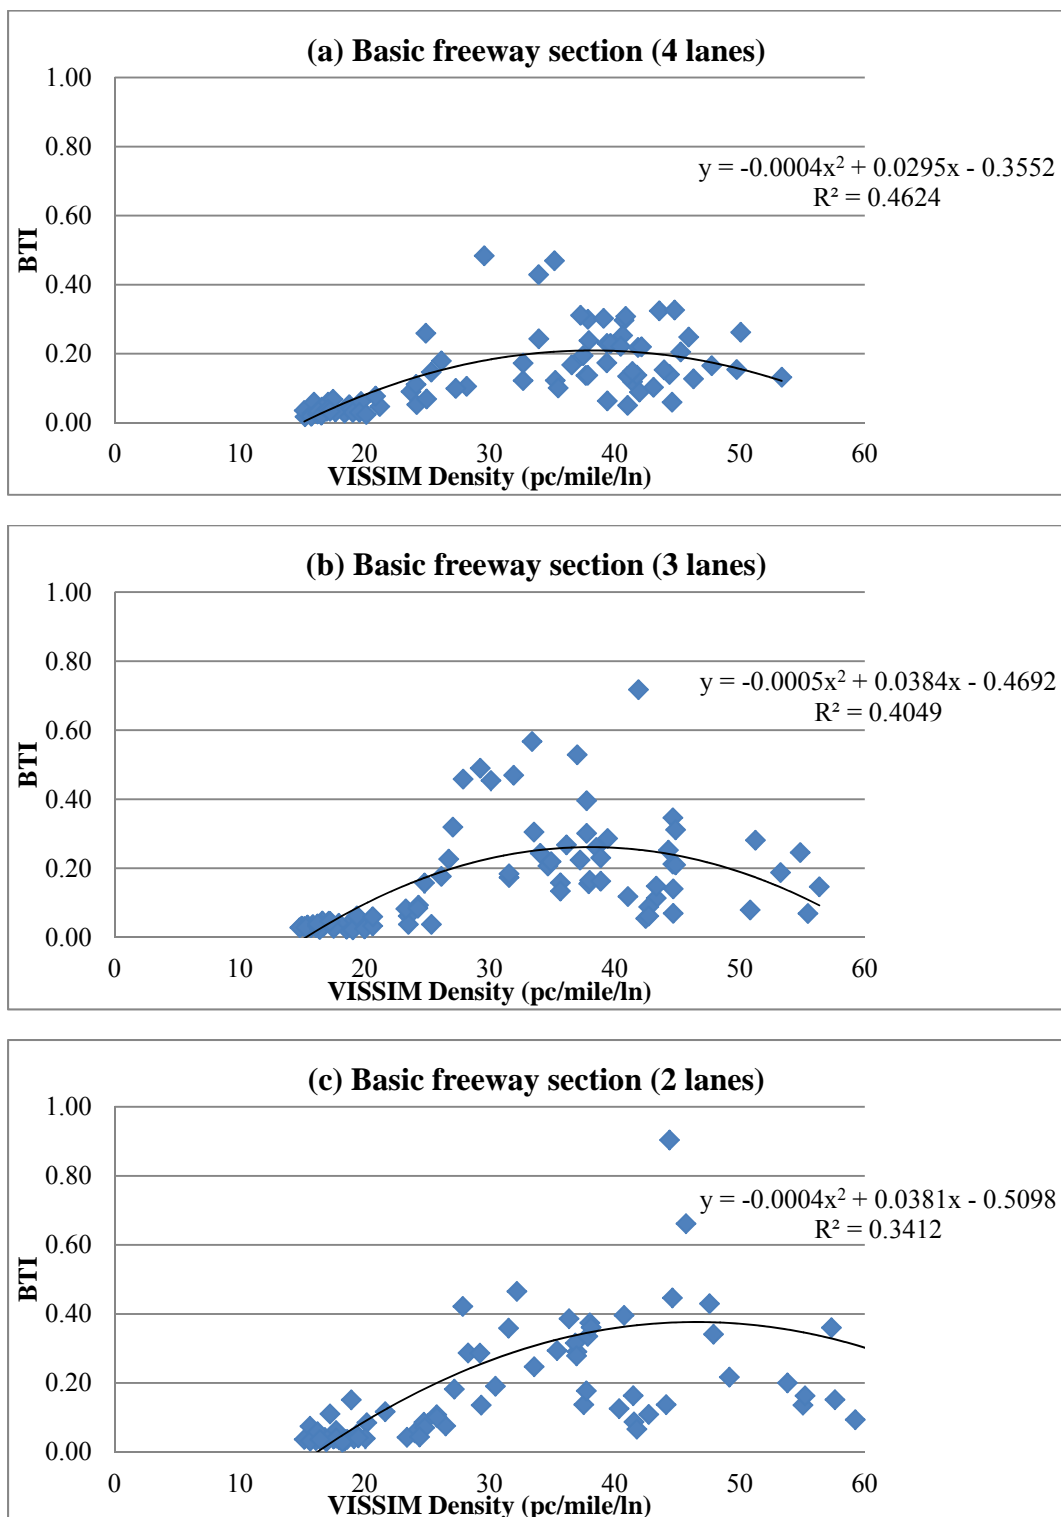 (a) Basic freeway section (4 lanes)
1.00
0.80
y = -0.0004x² + 0.0295x - 0.3552
R² = 0.4624
0.60
BTI
0.40
0.20
0.00
0 10 20 30 40 50 60
VISSIM Density (pc/mile/ln)
(b) Basic freeway section (3 lanes)
1.00
0.80
y = -0.0005x² + 0.0384x - 0.4692
R² = 0.4049
0.60
BTI
0.40
0.20
0.00
0 10 20 30 40 50 60
VISSIM Density (pc/mile/ln)
(c) Basic freeway section (2 lanes)
1.00
0.80
y = -0.0004x² + 0.0381x - 0.5098
R² = 0.3412
0.60
BTI
0.40
0.20
0.00
0 10 20 30 40 50 60
VISSIM Density (pc/mile/ln)